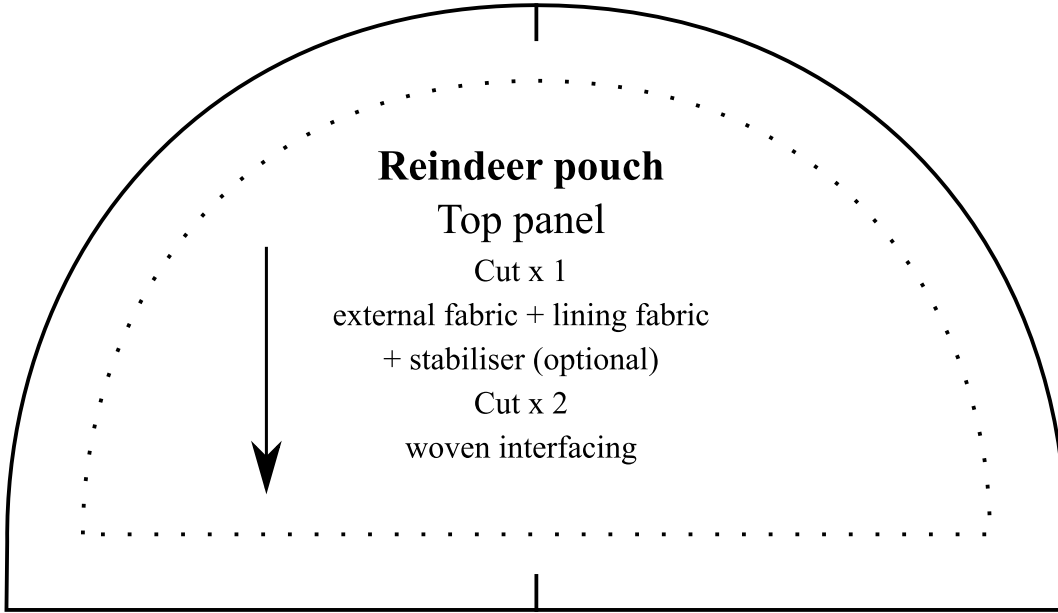 Reindeer pouch
Top panel
Cut x 1
external fabric + lining fabric
+ stabiliser (optional)
Cut x 2
woven interfacing